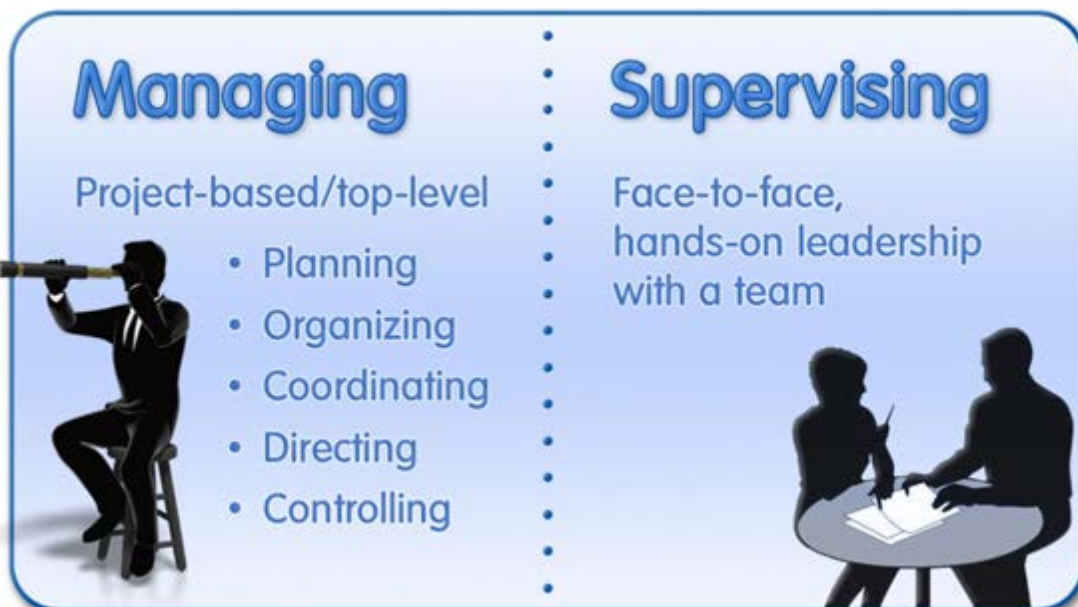 Managing
Project-based/top-level
• Planning
• Organizing
• Coordinating
• Directing
• Controlling
Supervising
Face-to-face,
hands-on leadership
with a team